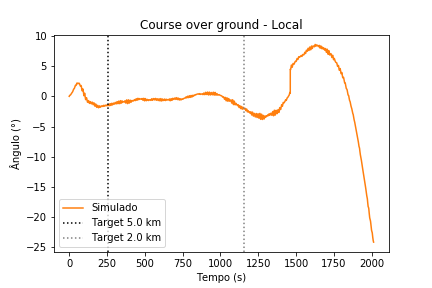 Course over ground - Local
10
5
0
−5
−10
−15
−20
−25
Ângulo (°)
Simulado
Target 5.0 km
Target 2.0 km
0 250 500 750 1000 1250 1500 1750 2000
Tempo (s)